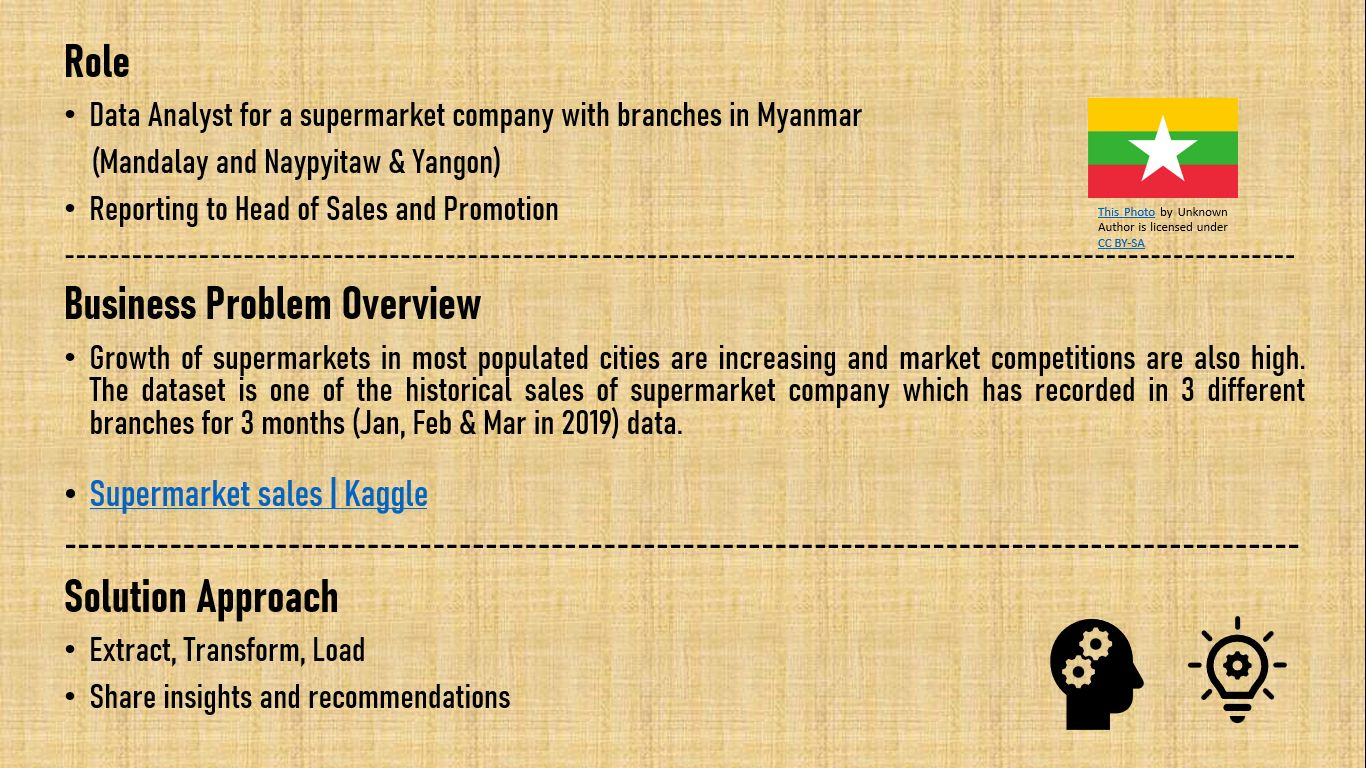 Role
• Data Analyst for a supermarket company with branches in Myanmar
(Mandalay and Naypyitaw & Yangon)
• Reporting to Head of Sales and Promotion
This Photo by Unknown
Author is licensed under
CC BY-SA
Business Problem Overview
• Growth of supermarkets in most populated cities are increasing and market competitions are also high.
The dataset is one of the historical sales of supermarket company which has recorded in 3 different
branches for 3 months (Jan, Feb & Mar in 2019) data.
• Supermarket sales | Kaggle
Solution Approach
• Extract, Transform, Load
• Share insights and recommendations